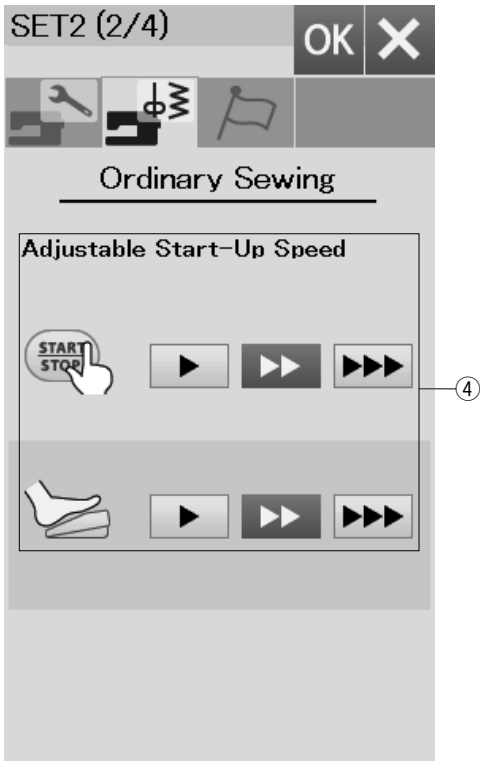 SET2 (2/4)
OK
Ordinary Sewing
Adjustable Start-Up Speed
START
STOP
④